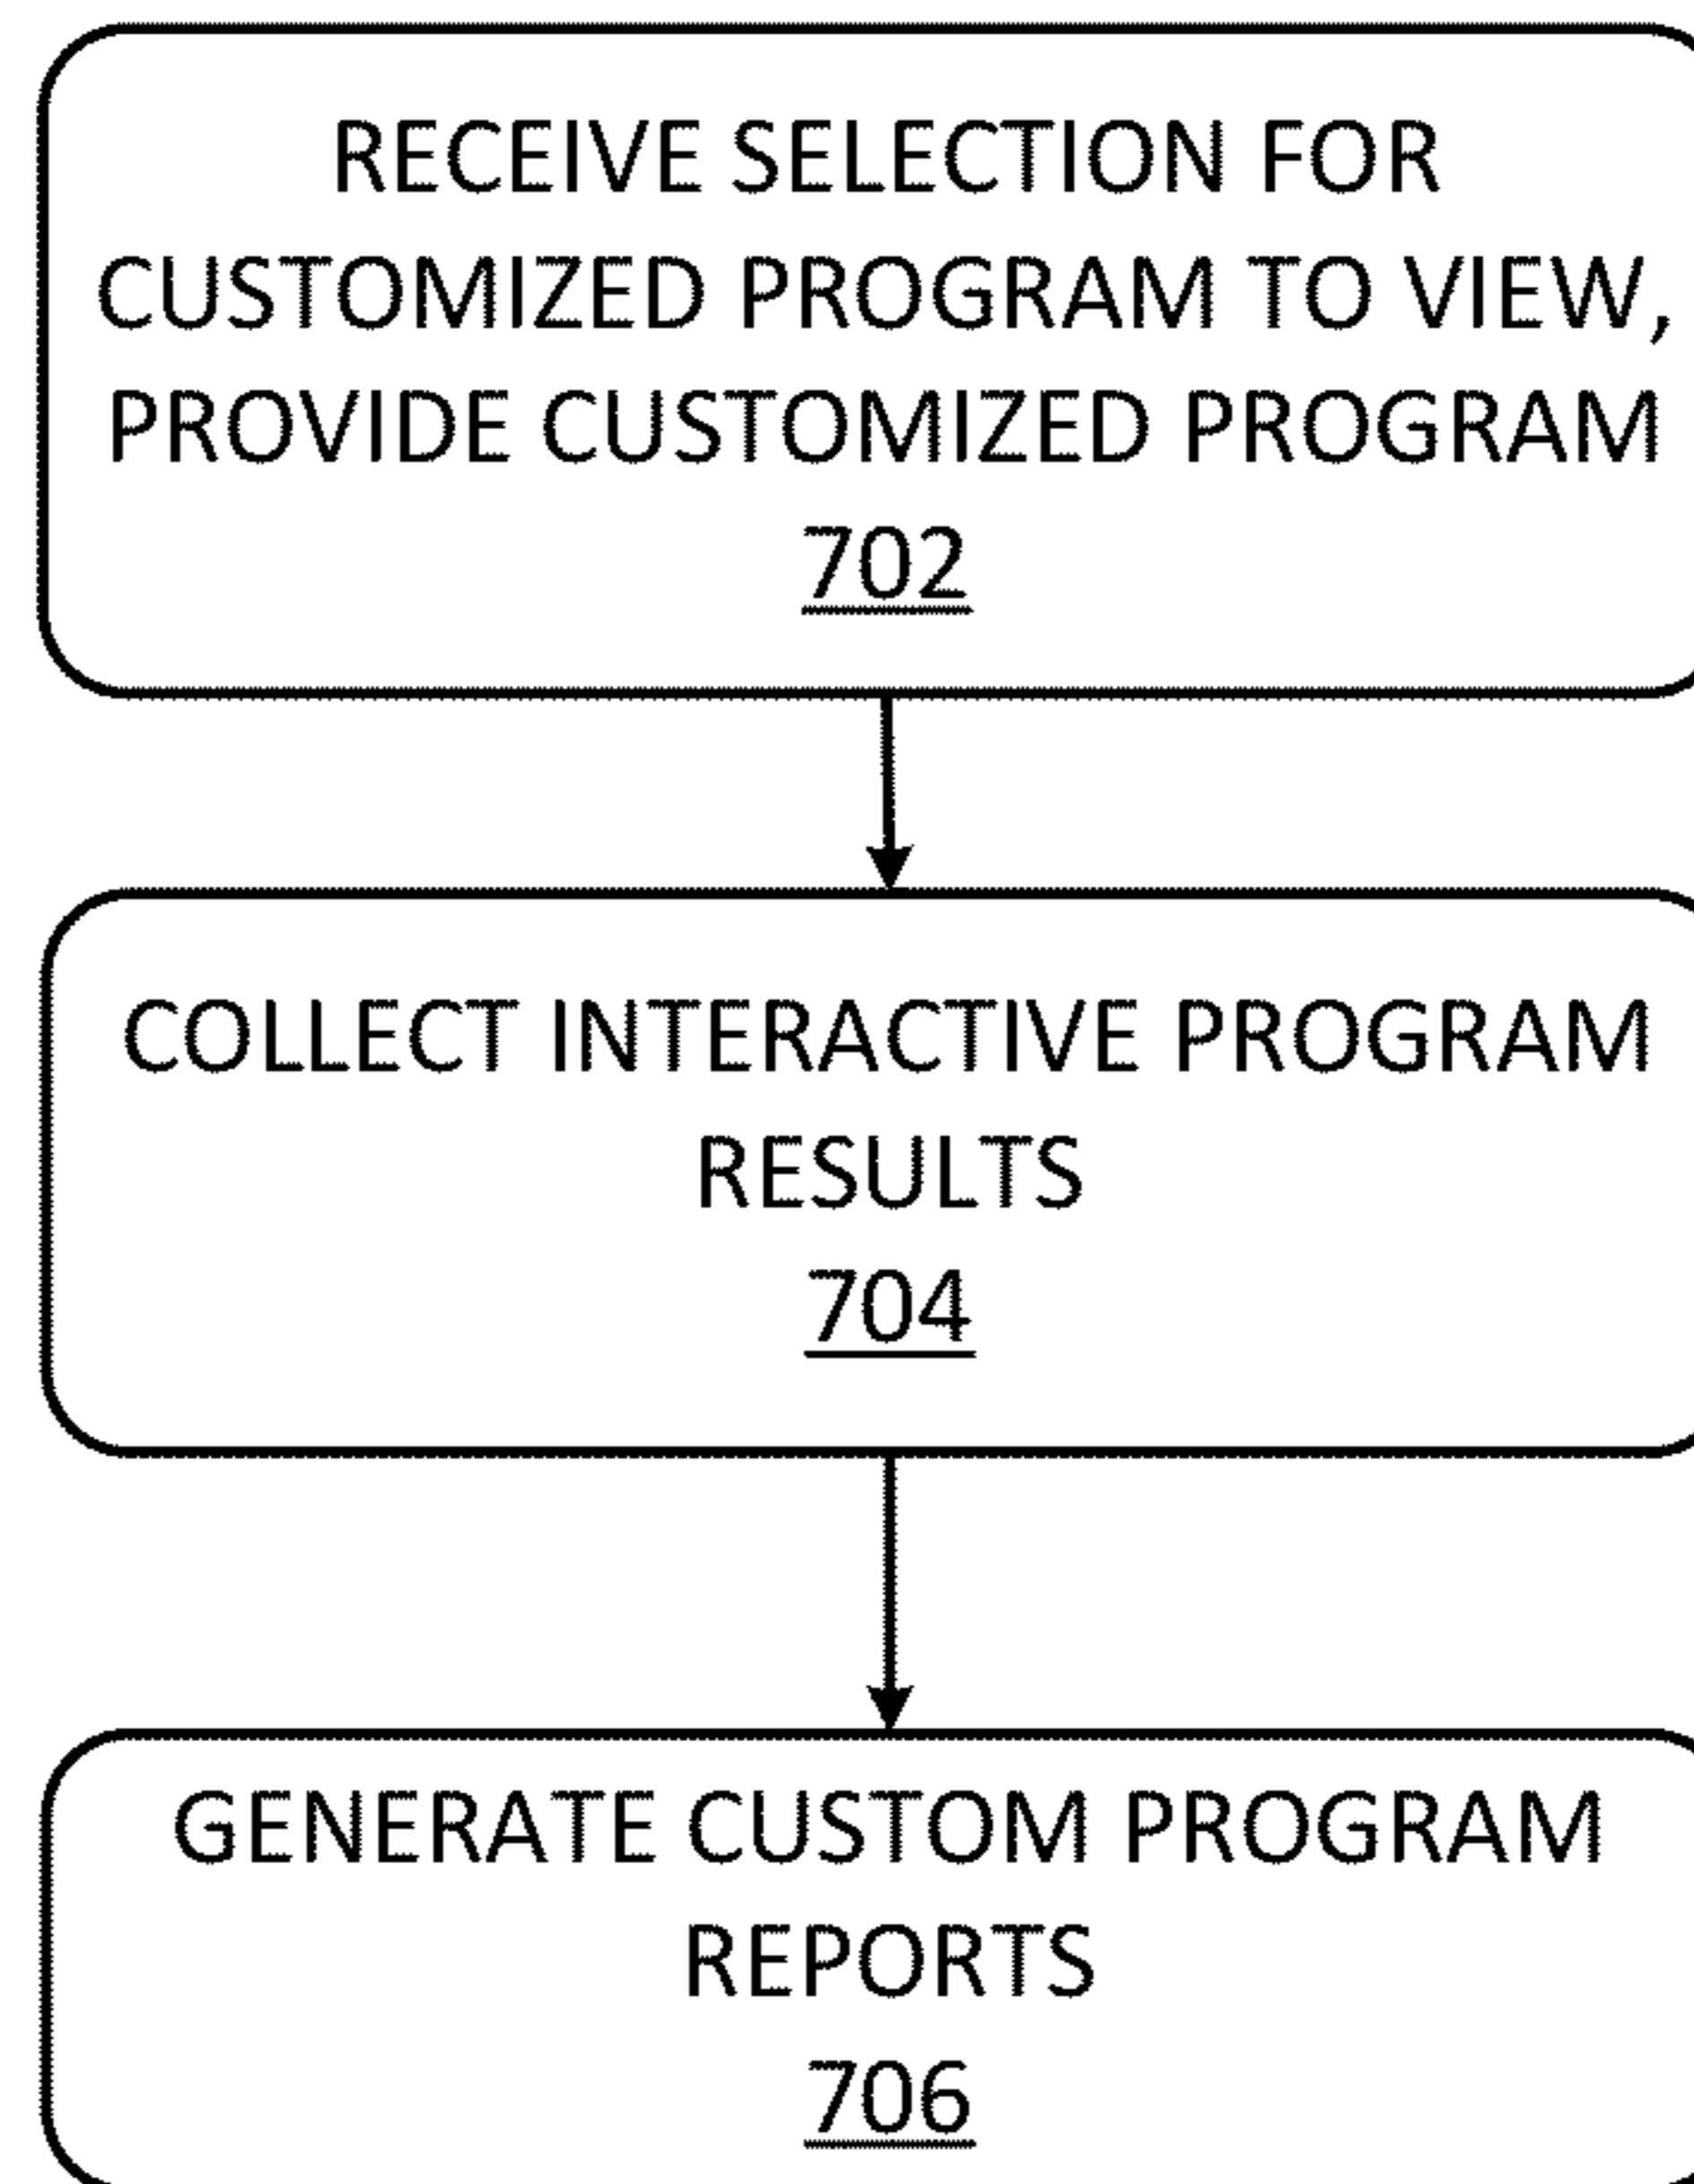 RECEIVE SELECTION FOR
CUSTOMIZED PROGRAM TO VIEW,
PROVIDE CUSTOMIZED PROGRAM
702
COLLECT INTERACTIVE PROGRAM
RESULTS
704
GENERATE CUSTOM PROGRAM
REPORTS
706